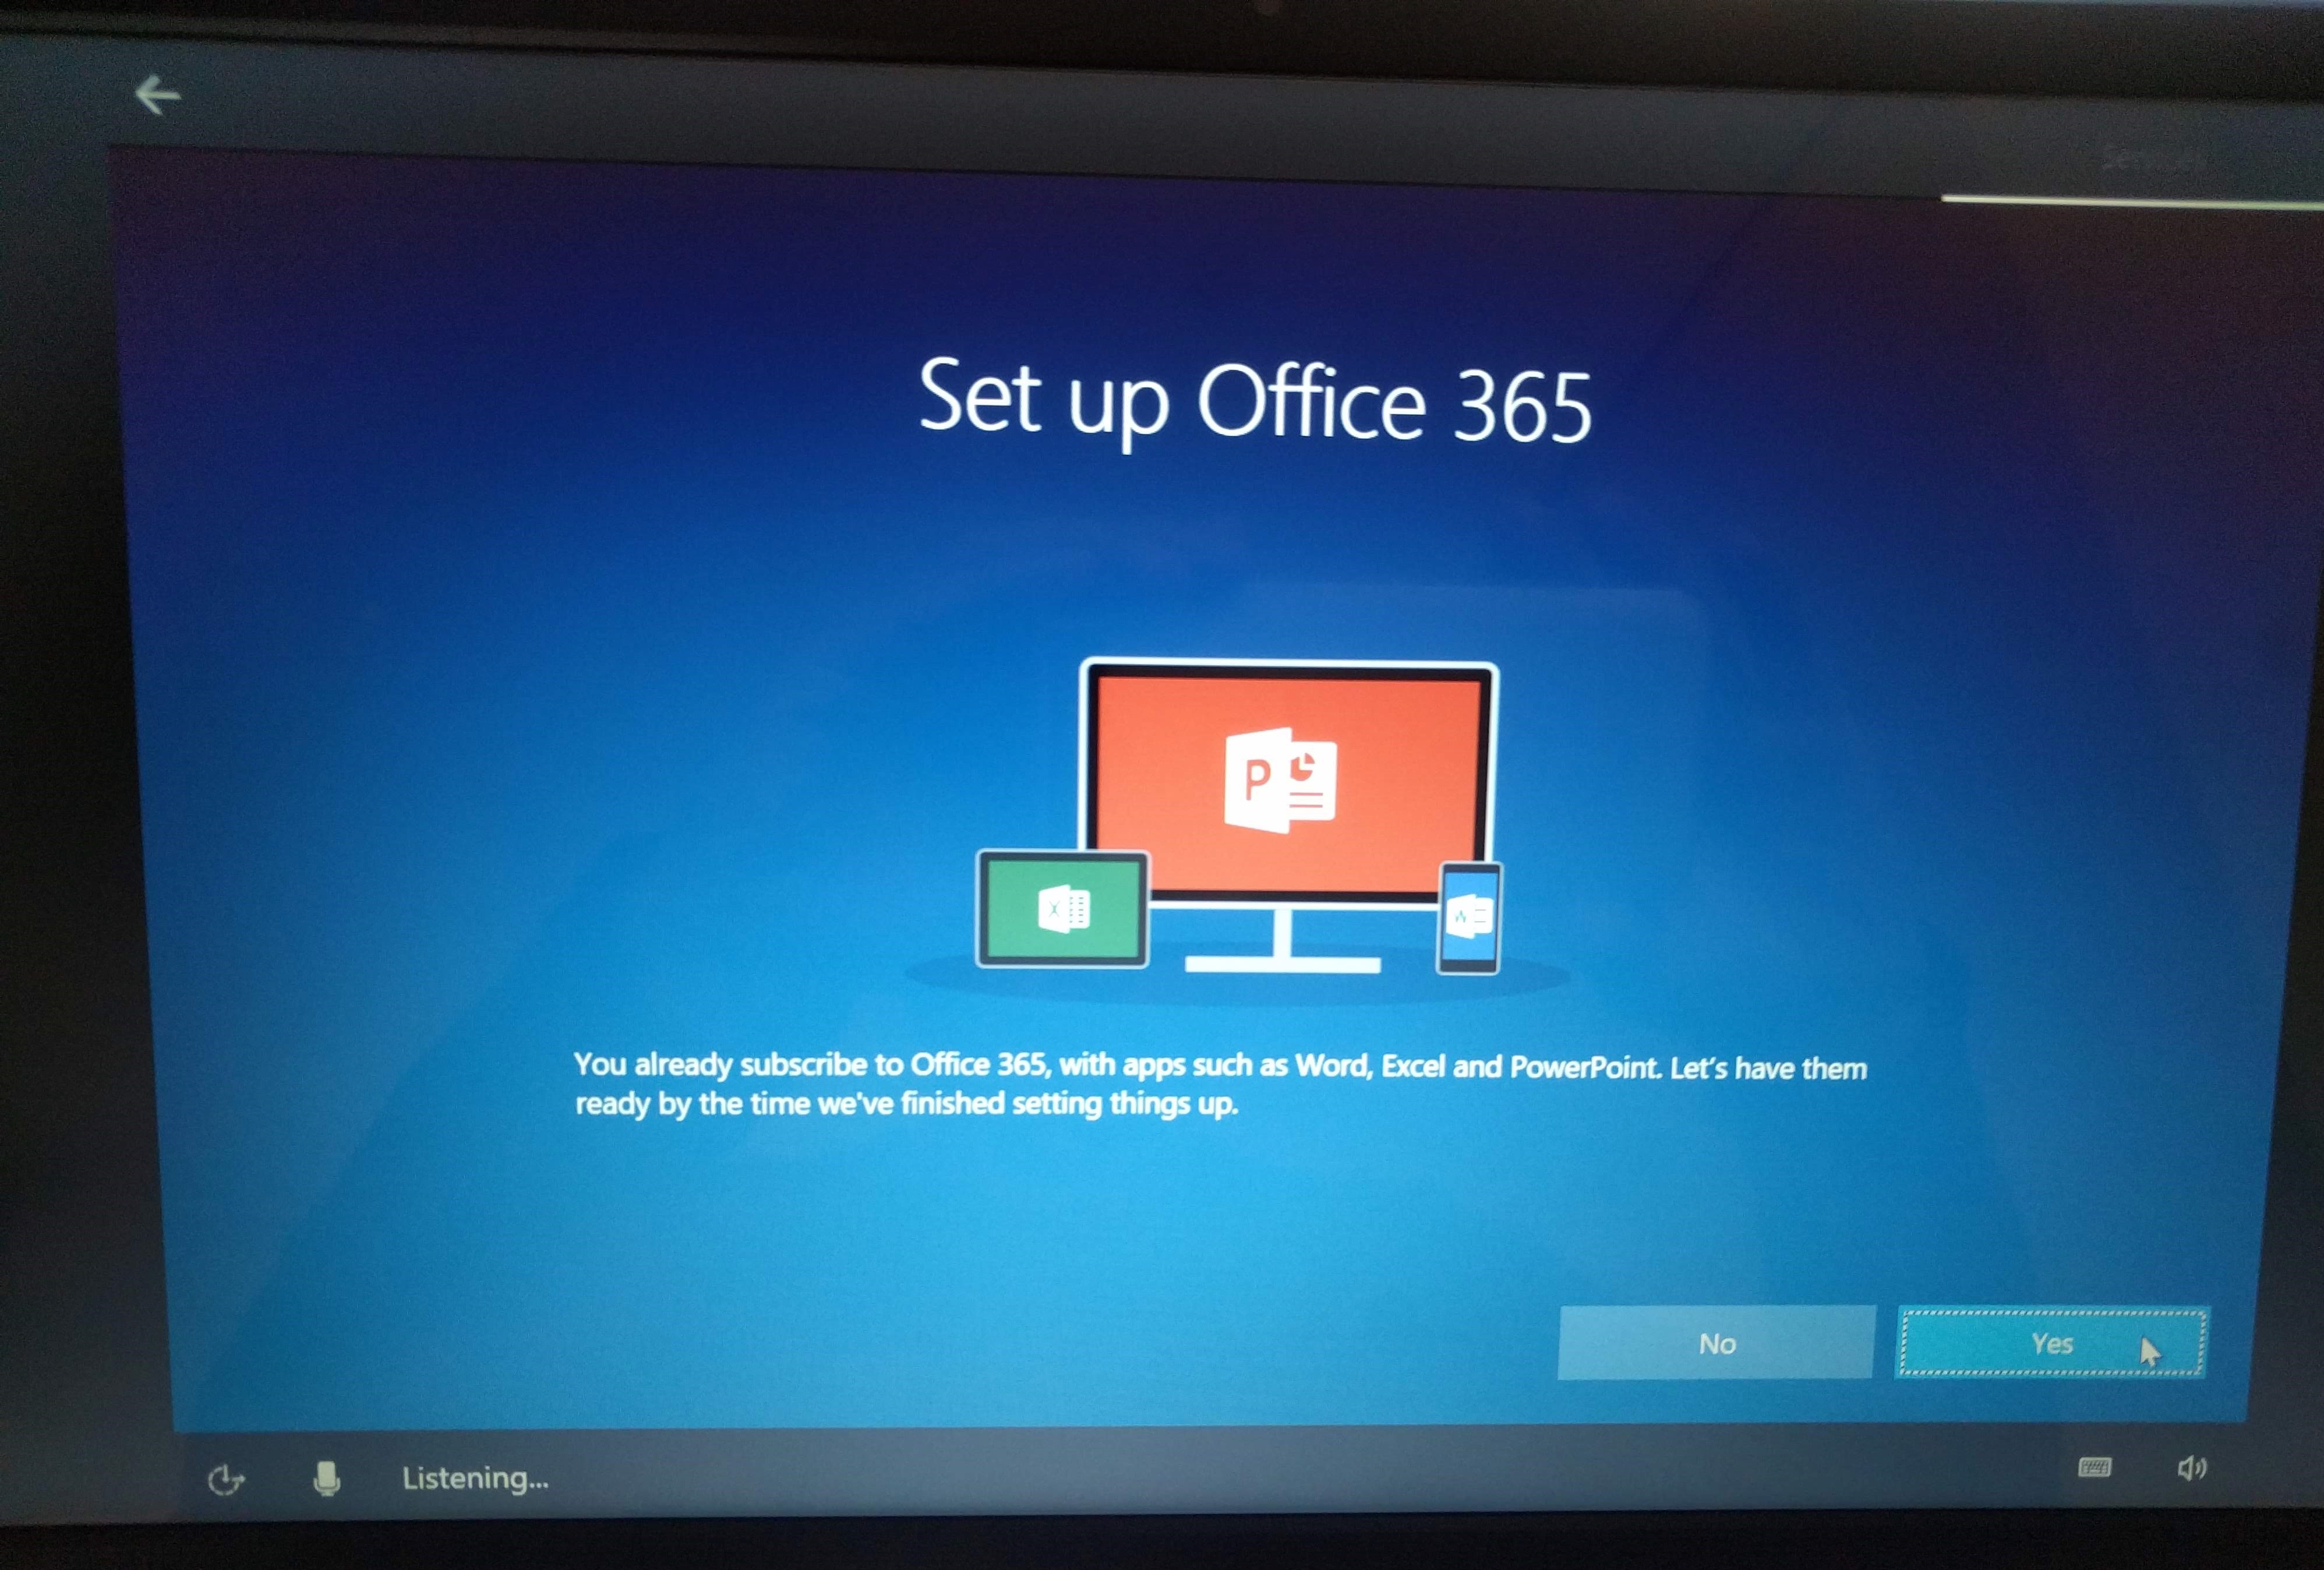 Services
Set up Office 365
P
X
W
You already subscribe to Office 365, with apps such as Word, Excel and PowerPoint. Let's have them
ready by the time we've finished setting things up.
No
Yes
Listening...